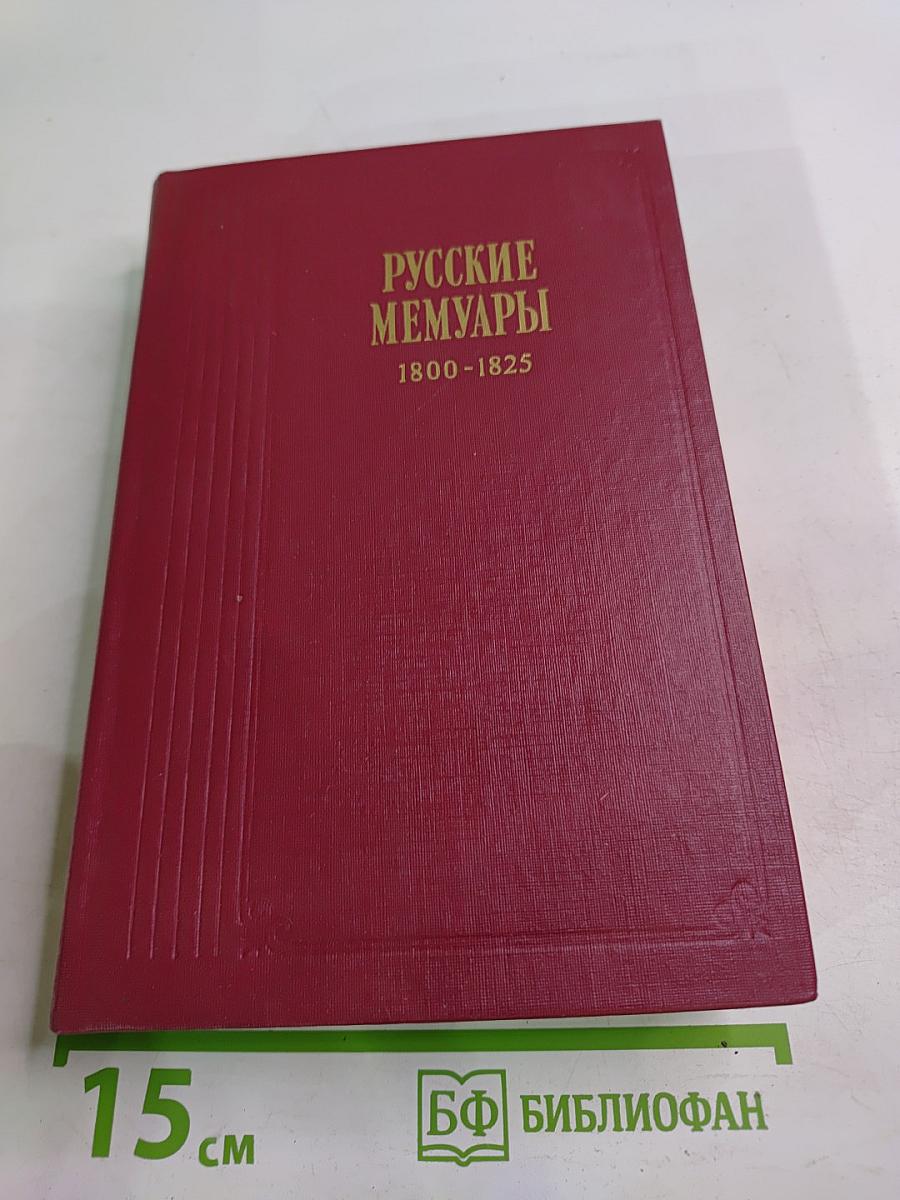 РУССКИЕ
МЕМУАРЫ
1800-1825
15 см
БФ БИБЛИОФАН